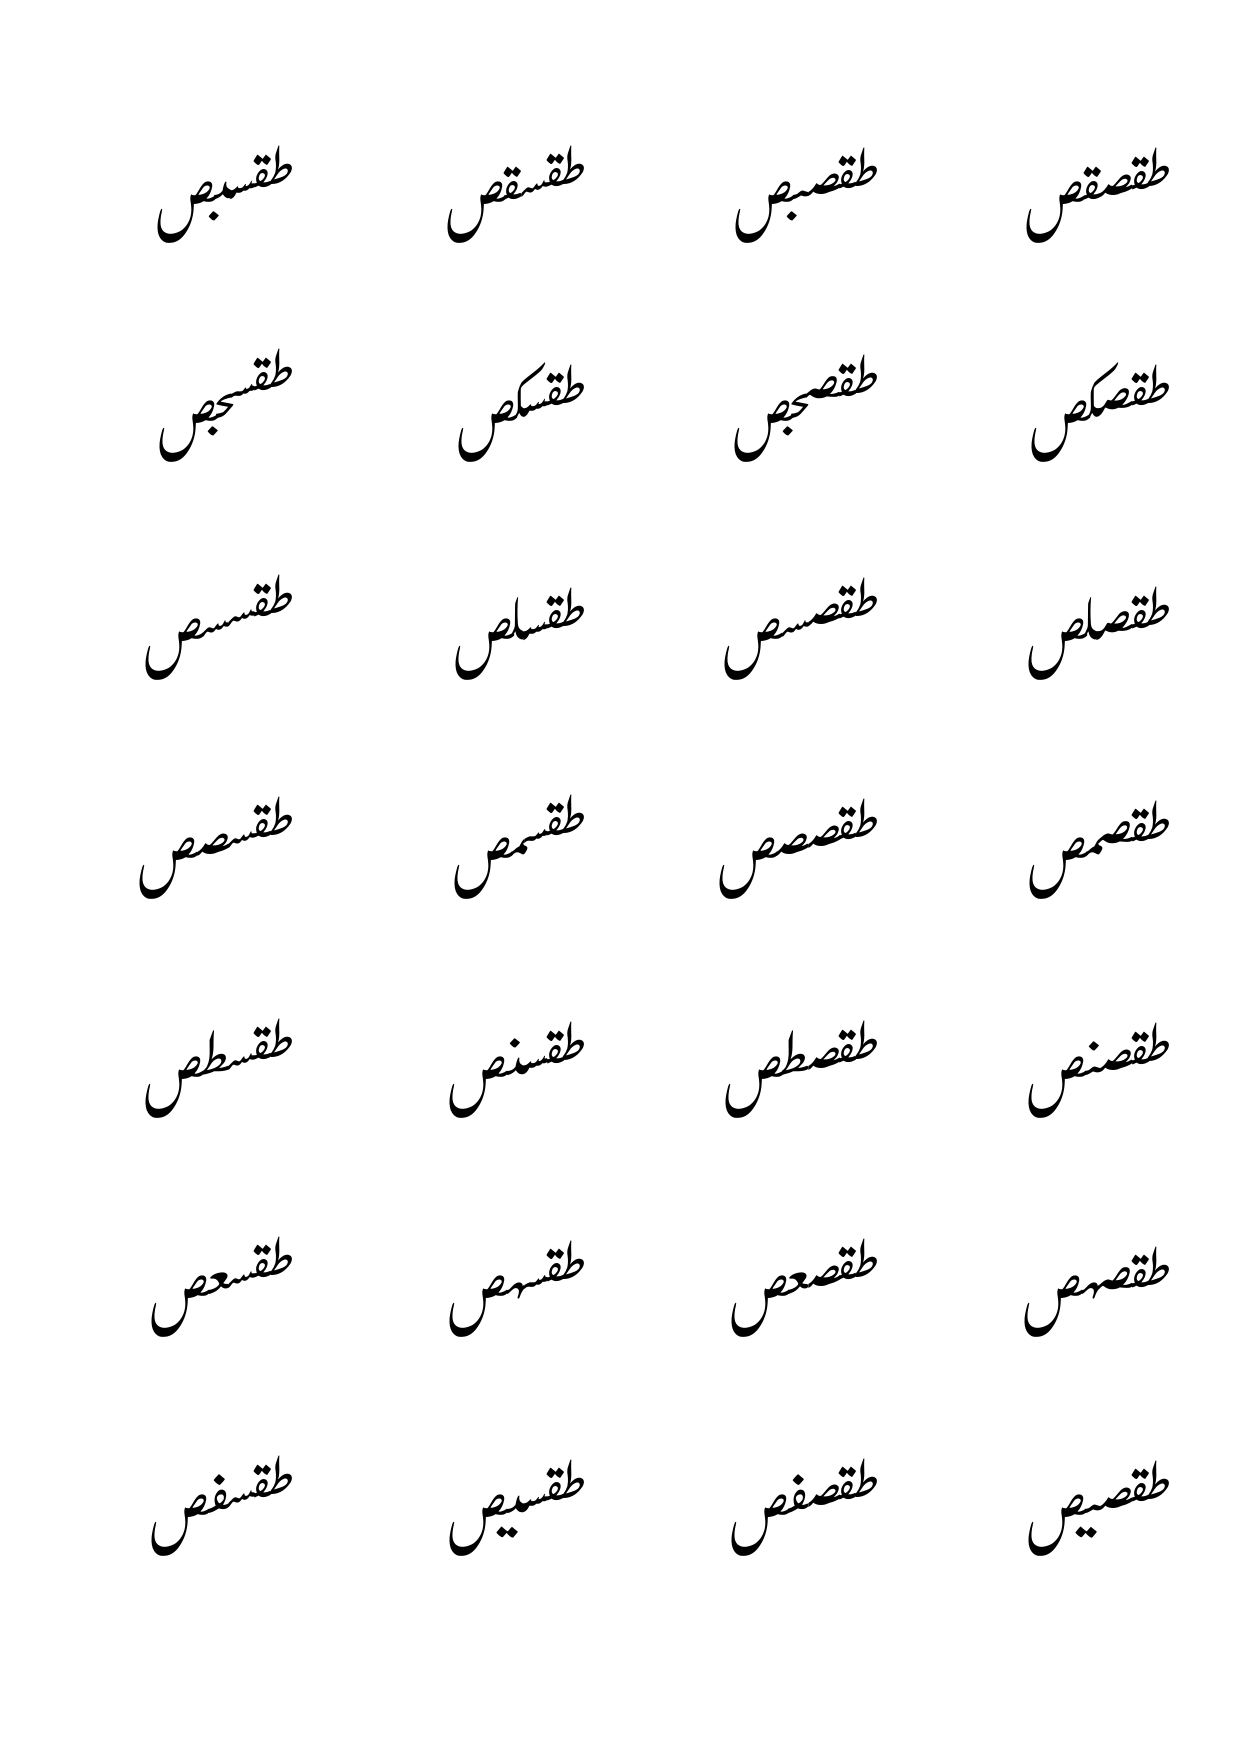 طقصقص طقصبص طقسقص طقسبص
طقصكص طقصجص طقسكص طقسجص
طقصلص طقصسص طقسلص طقسسص
طقصمص طقصصص طقسمص طقسصص
طقصنص طقصطص طقسنص طقسطص
طقصهص طقصعص طقسهص طقسعص
طقصيص طقصفص طقسيص طقسفص